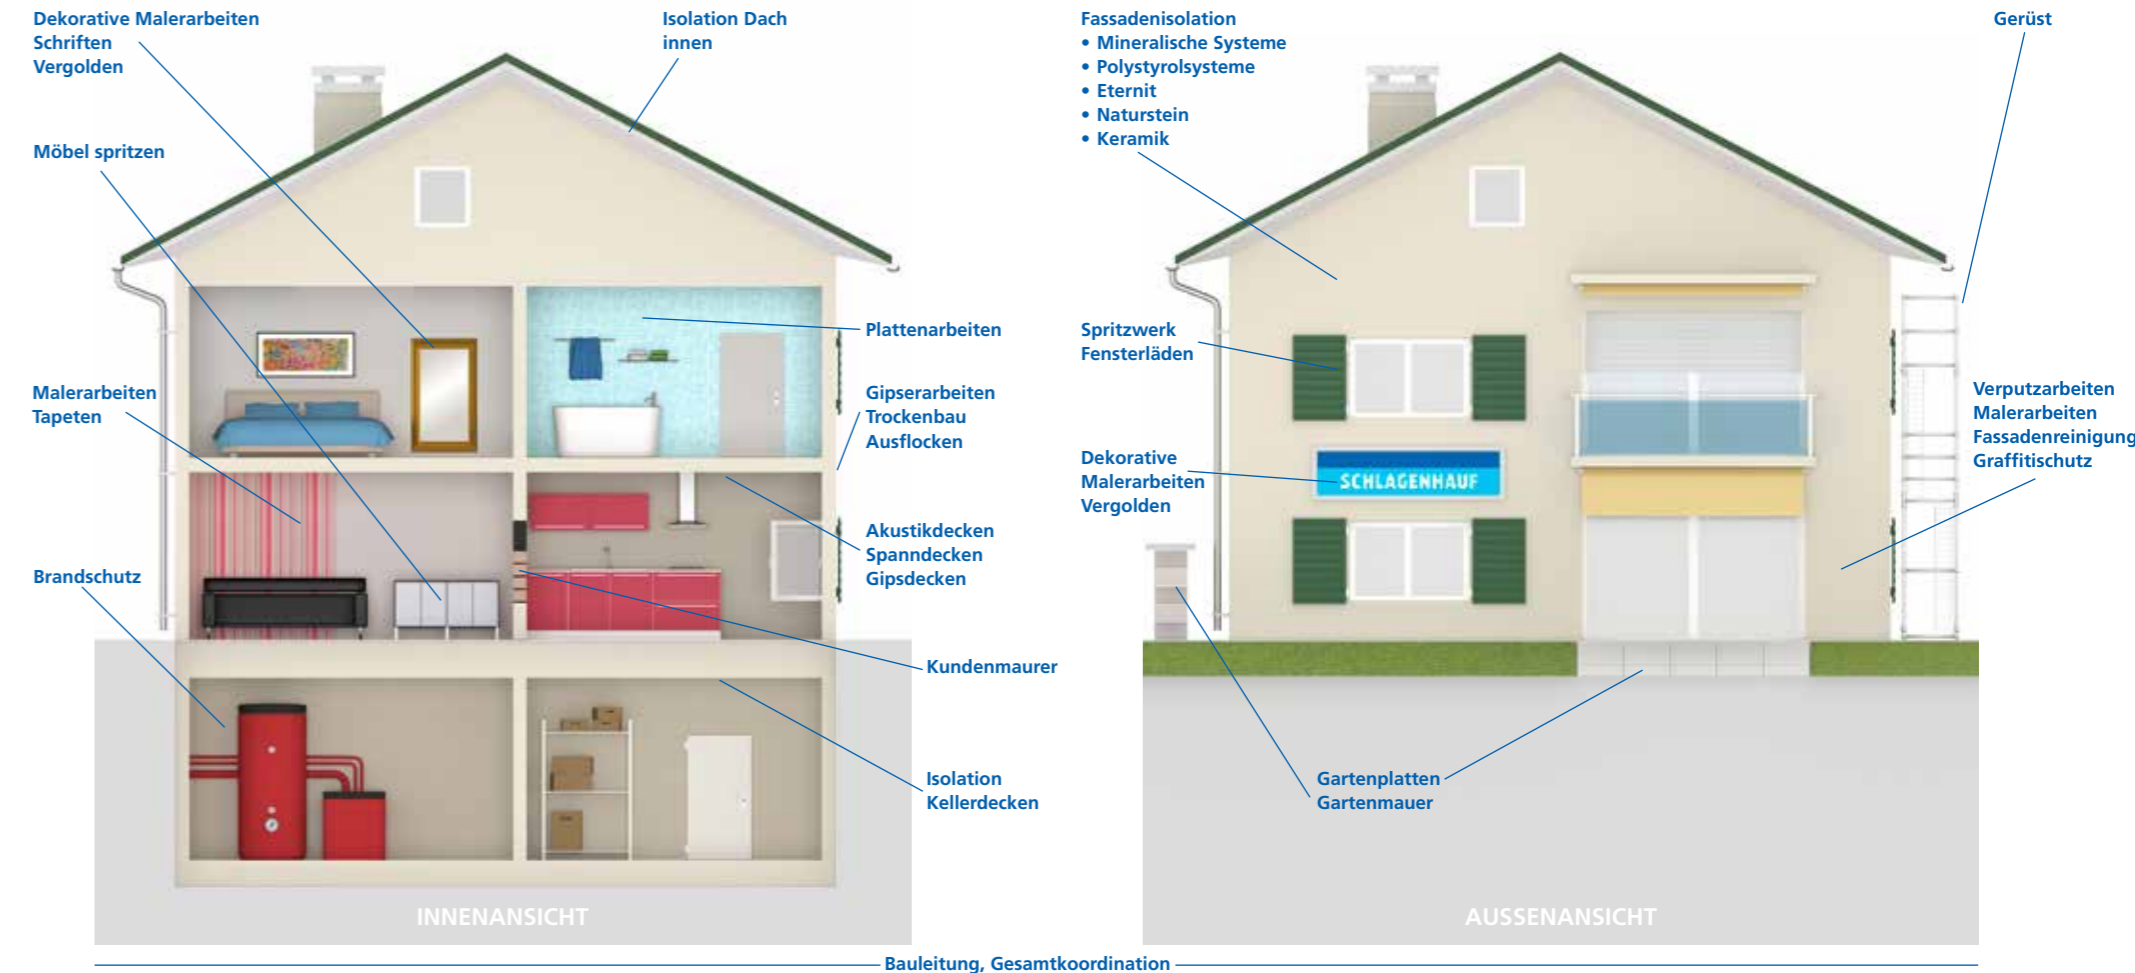 Dekorative Malerarbeiten
Schriften
Vergolden
Isolation Dach
innen
Möbel spritzen
Plattenarbeiten
Malerarbeiten
Tapeten
Gipserarbeiten
Trockenbau
Ausflocken
Akustikdecken
Spanndecken
Gipsdecken
Brandschutz
Kundenmaurer
Isolation
Kellerdecken
INNENANSICHT
Fassadenisolation
• Mineralische Systeme
• Polystyrolsysteme
• Eternit
• Naturstein
• Keramik
Gerüst
Spritzwerk
Fensterläden
Verputzarbeiten
Malerarbeiten
Fassadenreinigung
Graffitischutz
Dekorative
Malerarbeiten
Vergolden
SCHLAGENHAUF
Gartenplatten
Gartenmauer
AUSSENANSICHT
Bauleitung, Gesamtkoordination